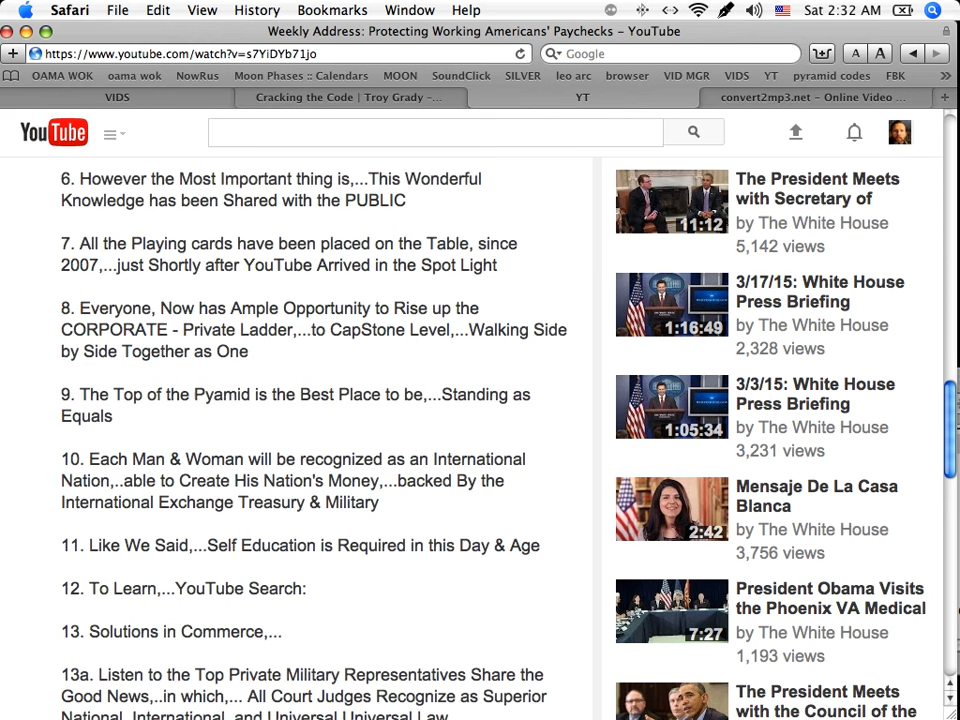 Safari File Edit View History Bookmarks Window Help Sat 2:32 AM
Weekly Address: Protecting Working Americans' Paychecks – YouTube
https://www.youtube.com/watch?v=s7YiDYb71jo
Google
A A
OAMA WOK oama wok NowRus Moon Phases :: Calendars MOON SoundClick SILVER leo arc browser VID MGR VIDS YT pyramid codes FBK »
VIDS Cracking the Code | Troy Grady –... YT convert2mp3.net – Online Video ...
YouTube
6. However the Most Important thing is,...This Wonderful
Knowledge has been Shared with the PUBLIC
7. All the Playing cards have been placed on the Table, since
2007,...just Shortly after YouTube Arrived in the Spot Light
8. Everyone, Now has Ample Opportunity to Rise up the
CORPORATE - Private Ladder,...to CapStone Level,...Walking Side
by Side Together as One
9. The Top of the Pyamid is the Best Place to be,...Standing as
Equals
10. Each Man & Woman will be recognized as an International
Nation,..able to Create His Nation's Money,...backed By the
International Exchange Treasury & Military
11. Like We Said,...Self Education is Required in this Day & Age
12. To Learn,...YouTube Search:
13. Solutions in Commerce,...
13a. Listen to the Top Private Military Representatives Share the
Good News,..in which,... All Court Judges Recognize as Superior
National, International, and Universal Universal Law
11:12
The President Meets
with Secretary of
by The White House
5,142 views
1:16:49
3/17/15: White House
Press Briefing
by The White House
2,328 views
1:05:34
3/3/15: White House
Press Briefing
by The White House
3,231 views
2:42
Mensaje De La Casa
Blanca
by The White House
3,756 views
7:27
President Obama Visits
the Phoenix VA Medical
by The White House
1,193 views
The President Meets
with the Council of the